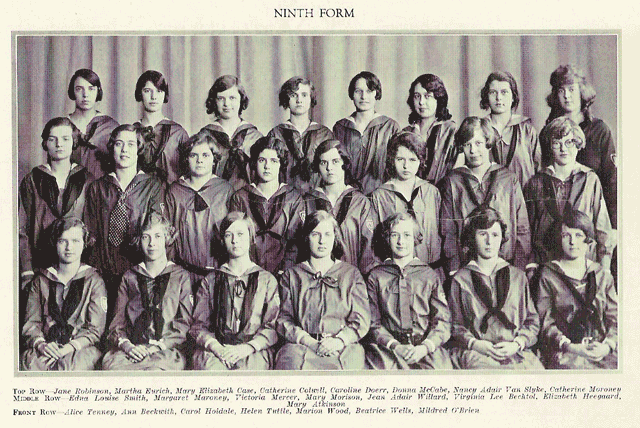 NINTH FORM
TOP ROW—Jane Robinson, Martha Eurich, Mary Elizabeth Case, Catherine Colwell, Caroline Doerr, Donna McCabe, Nancy Adair Van Slyke, Catherine Moroney
MIDDLE ROW—Edna Louise Smith, Margaret Maroney, Victoria Mercer, Mary Morison, Jean Adair Willard, Virginia Lee Bechtol, Elizabeth Heegaard,
Mary Atkinson
FRONT ROW—Alice Tenney, Ann Beckwith, Carol Hoidale, Helen Tuttle, Marion Wood, Beatrice Wells, Mildred O'Brien